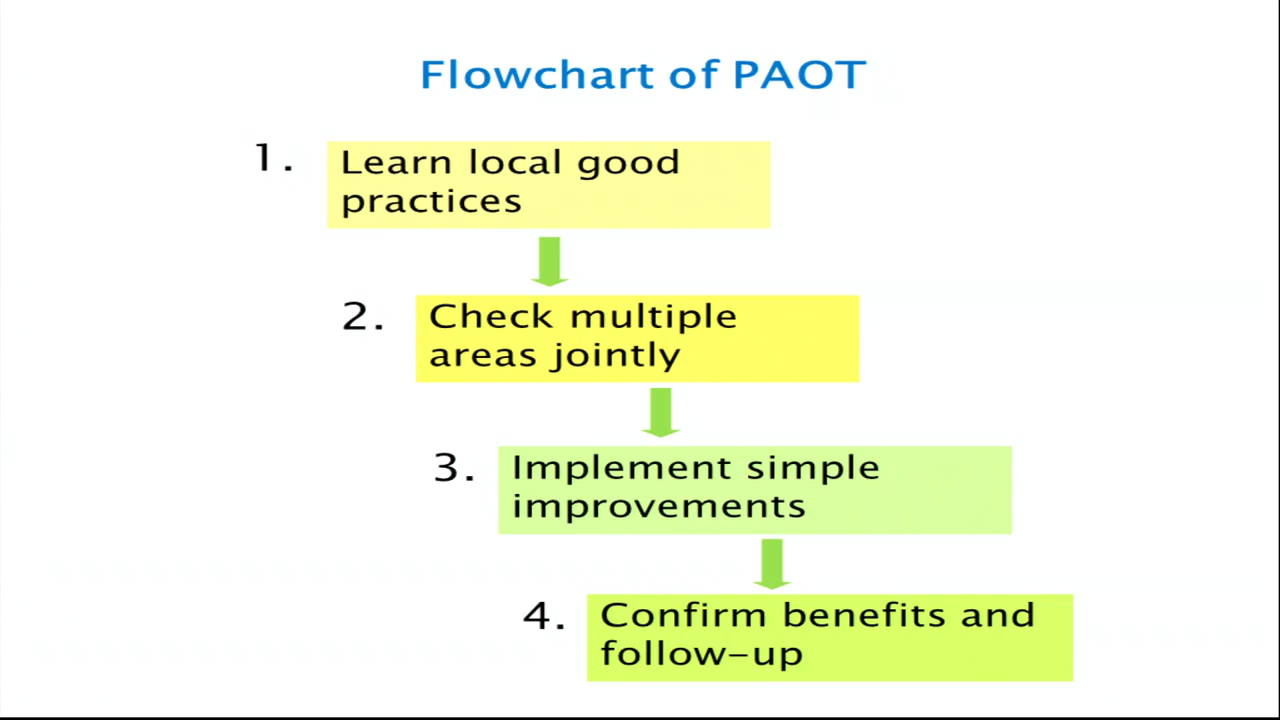 Flowchart of PAOT
1. Learn local good
practices
2. Check multiple
areas jointly
3. Implement simple
improvements
4. Confirm benefits and
follow-up